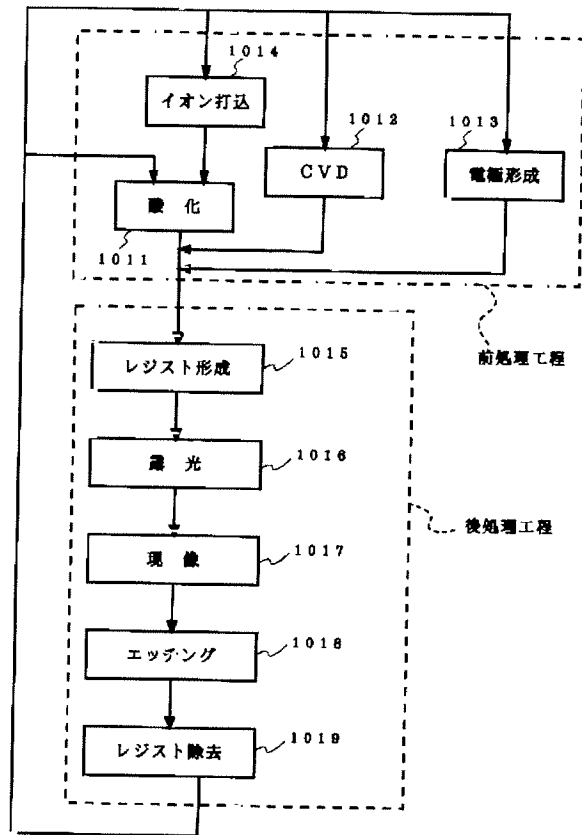 1014
イオン打込
1012
CVD
1013
電極形成
酸 化
1011
前処理工程
レジスト形成
1015
露 光
1016
後処理工程
現 像
1017
エッチング
1018
レジスト除去
1019